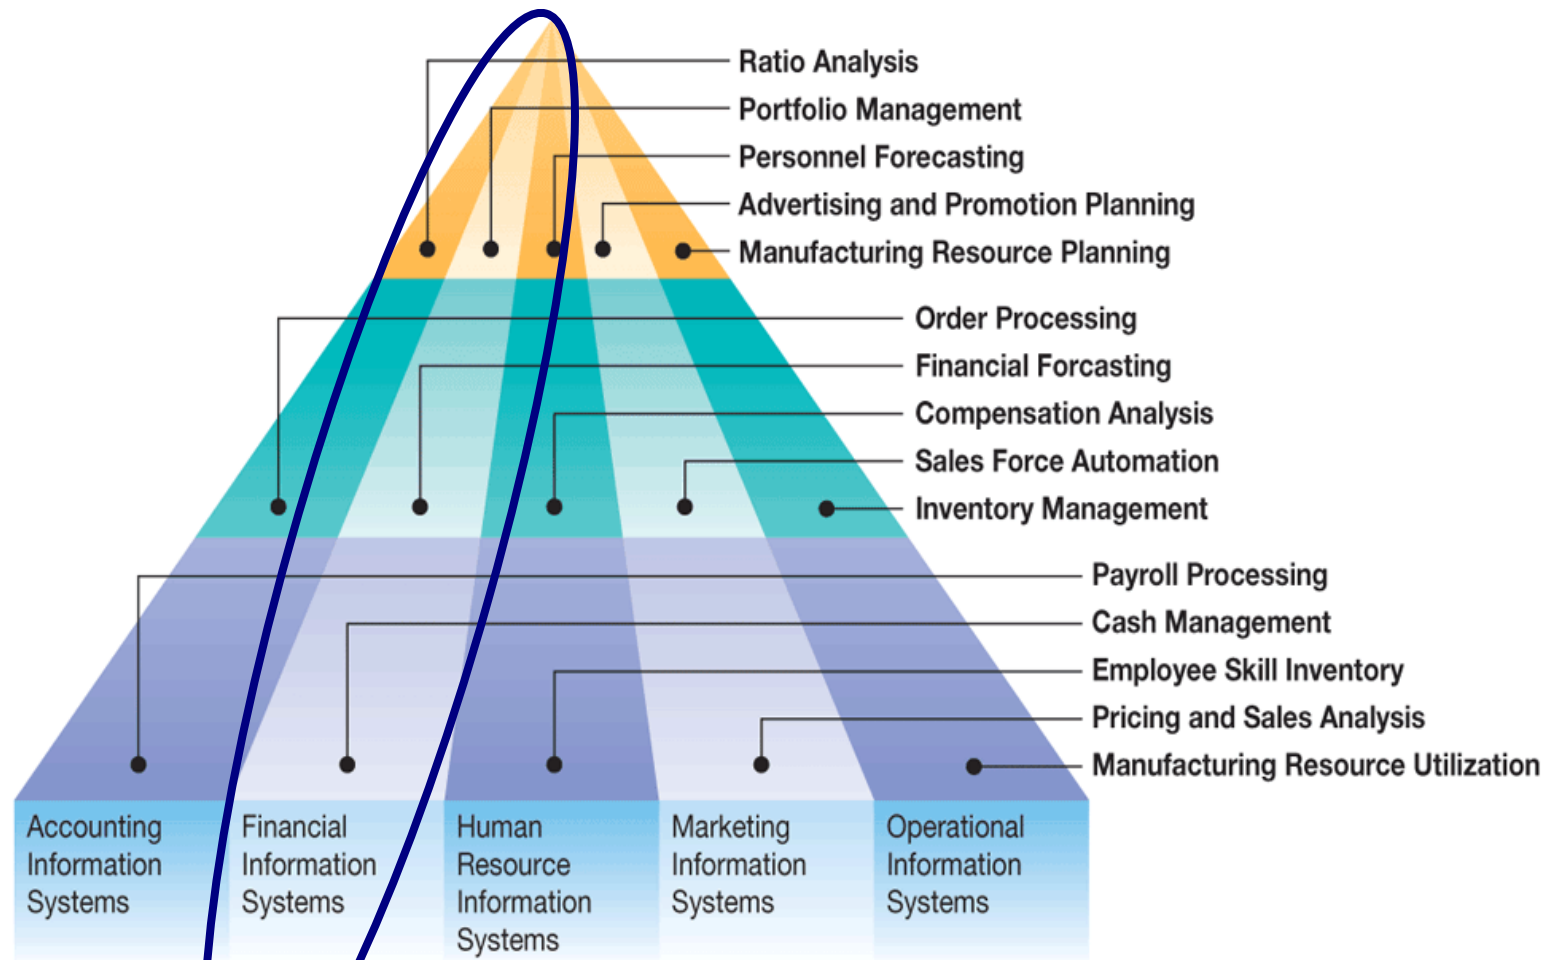 Ratio Analysis
Portfolio Management
Personnel Forecasting
Advertising and Promotion Planning
Manufacturing Resource Planning
Order Processing
Financial Forcasting
Compensation Analysis
Sales Force Automation
Inventory Management
Payroll Processing
Cash Management
Employee Skill Inventory
Pricing and Sales Analysis
Manufacturing Resource Utilization
Accounting
Information
Systems
Financial
Information
Systems
Human
Resource
Information
Systems
Marketing
Information
Systems
Operational
Information
Systems